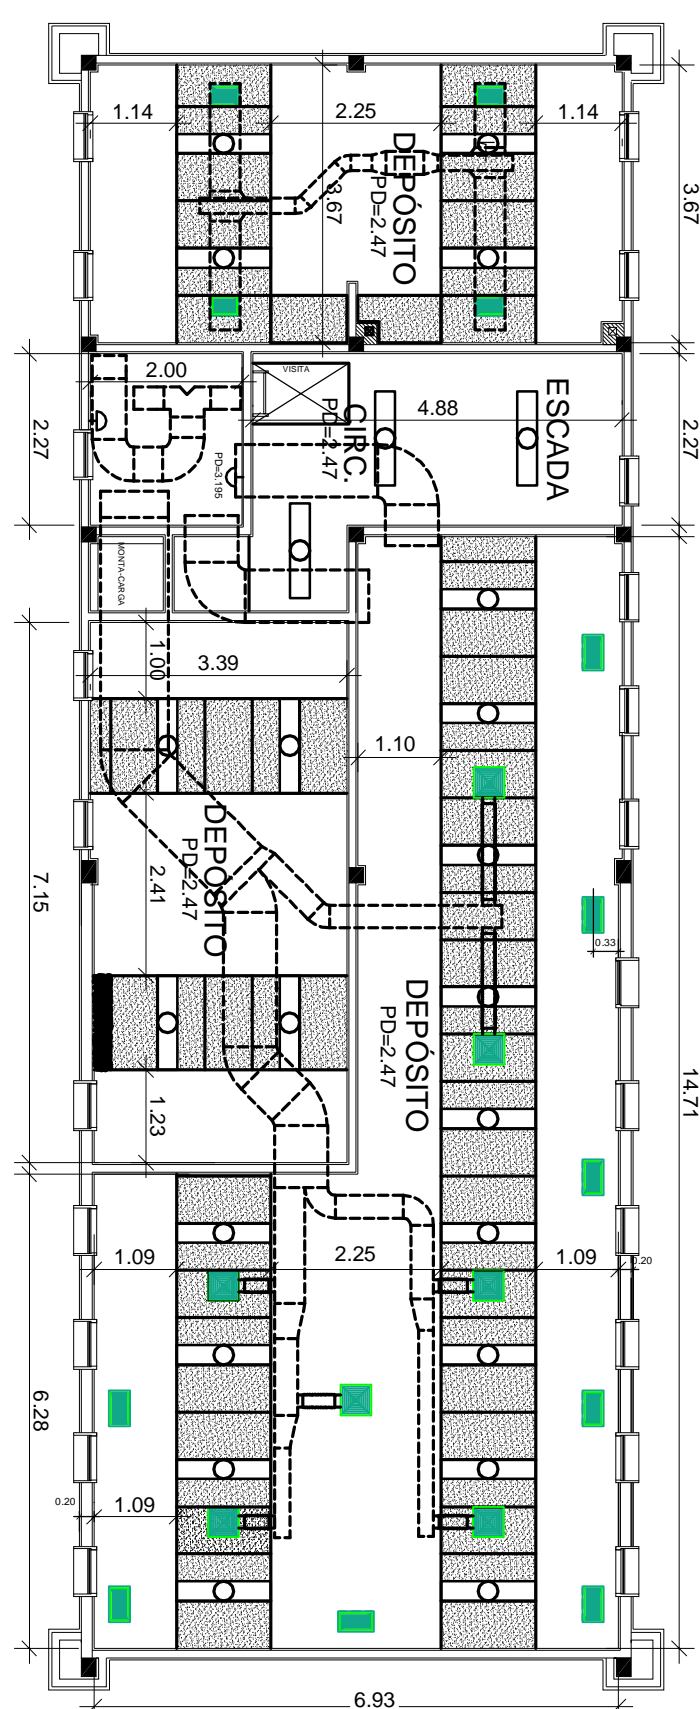 1.14
2.25
1.14
3.67
3.67
DEPÓSITO
PD=2.47
2.00
VISITA
4.88
ESCADA
CIRC.
PD=2.47
2.27
2.27
PD=3.195
MONTA-CARGA
1.00
3.39
1.10
7.15
2.41
DEPÓSITO
PD=2.47
0.33
DEPÓSITO
PD=2.47
14.71
1.23
1.09
2.25
1.09
0.20
6.28
0.20
1.09
6.93